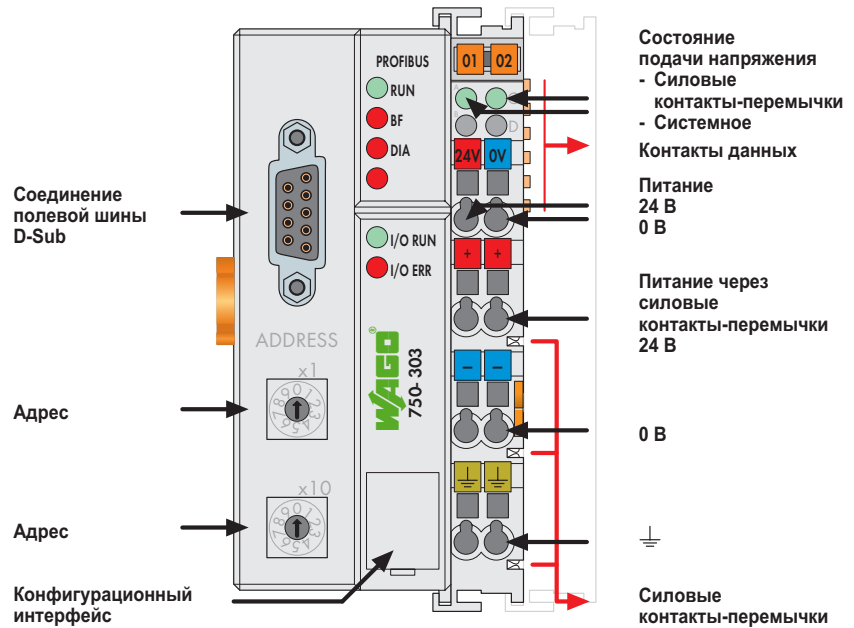 Соединение
полевой шины
D-Sub
Адрес
Адрес
Конфигурационный
интерфейс
PROFIBUS
RUN
BF
DIA
I/O RUN
I/O ERR
ADDRESS
x1
x10
WAGO®
750-303
01 02
A C
B D
24V 0V
+ +
– –
Состояние
подачи напряжения
- Силовые
контакты-перемычки
- Системное
Контакты данных
Питание
24 В
0 В
Питание через
силовые
контакты-перемычки
24 В
0 В
Силовые
контакты-перемычки